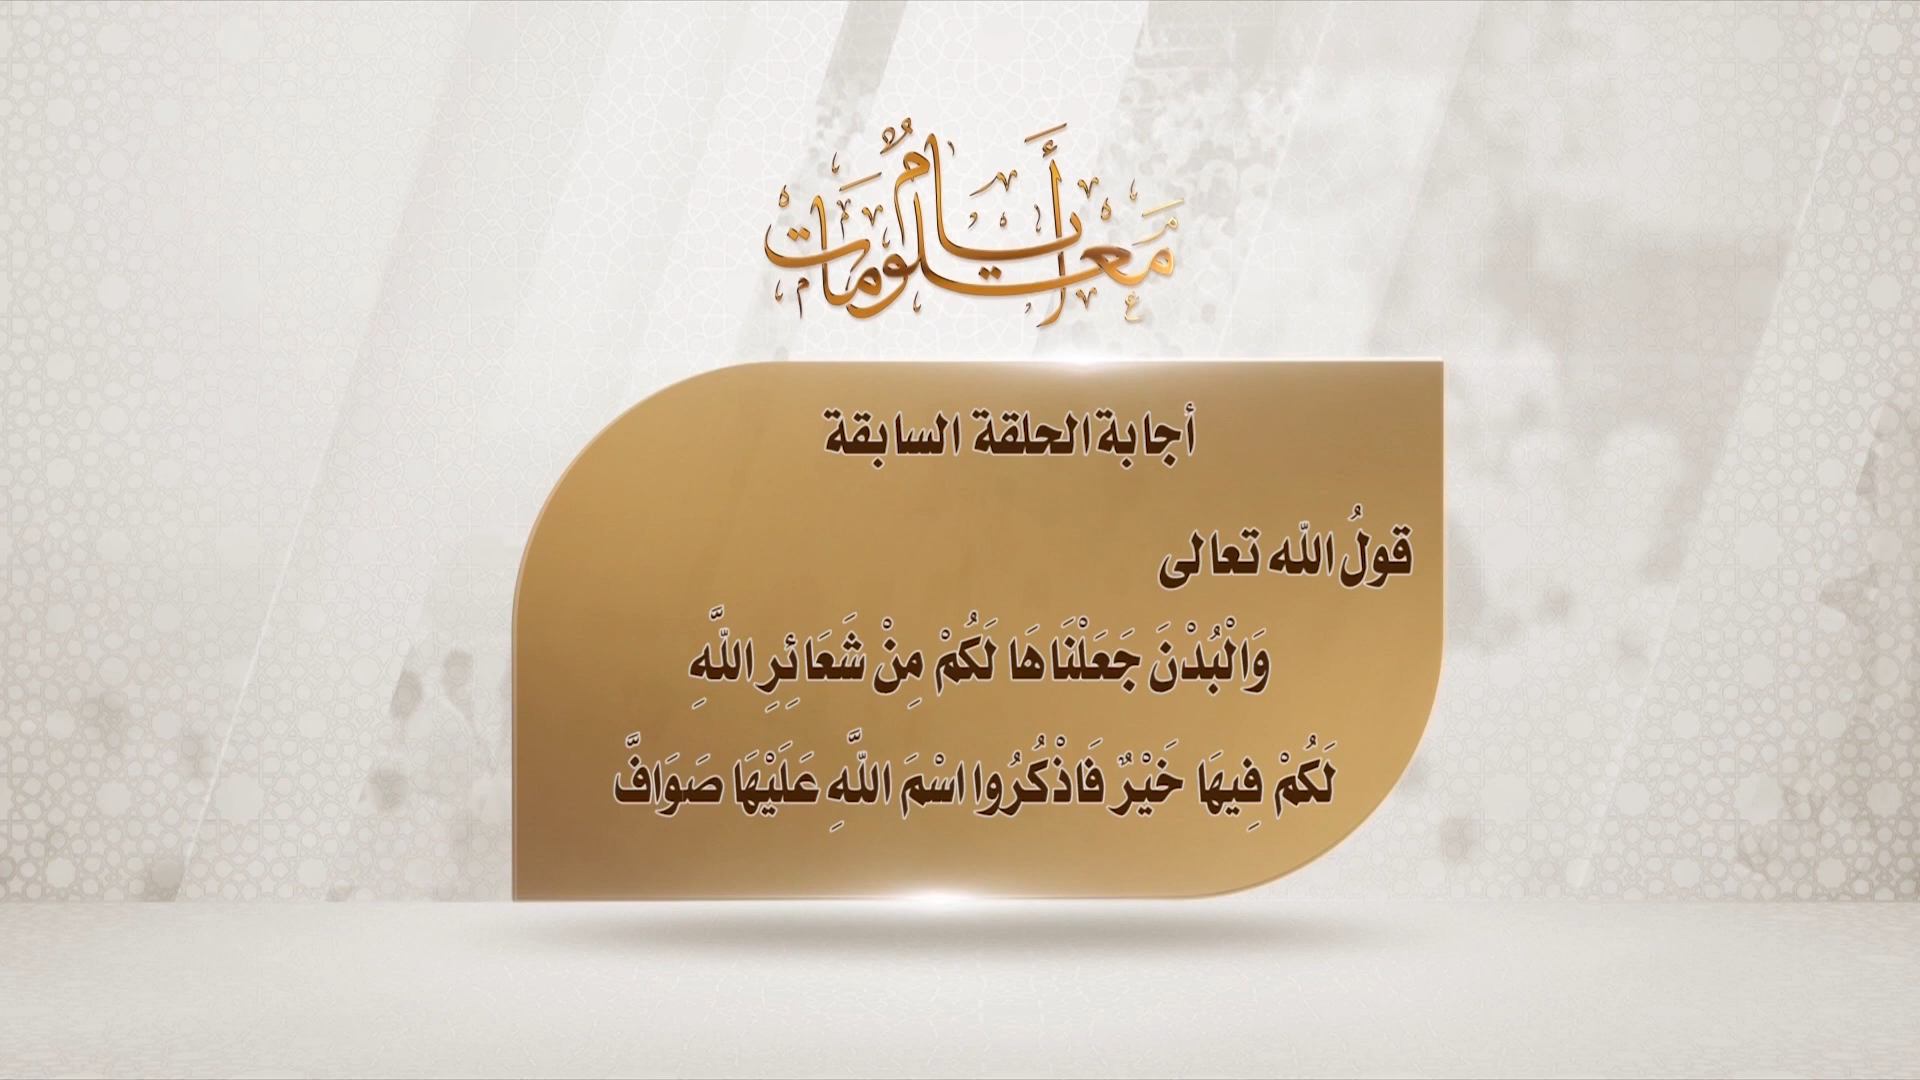 أيامٌ معلومات
أجابة الحلقة السابقة
قولُ الله تعالى
وَالْبُدْنَ جَعَلْنَاهَا لَكُمْ مِنْ شَعَائِرِ اللَّهِ
لَكُمْ فِيهَا خَيْرٌ فَاذْكُرُوا اسْمَ اللَّهِ عَلَيْهَا صَوَافَّ